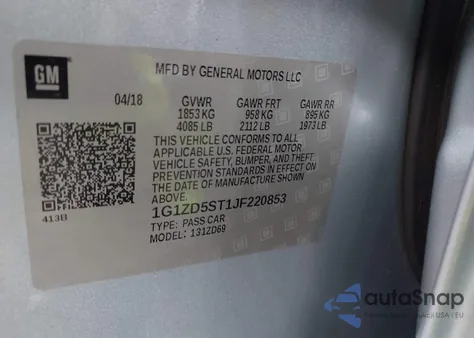 GM
MFD BY GENERAL MOTORS LLC
04/18 GVWR GAWR FRT GAWR RR
1853 KG 958 KG 895 KG
4085 LB 2112 LB 1973 LB
THIS VEHICLE CONFORMS TO ALL
APPLICABLE U.S. FEDERAL MOTOR
VEHICLE SAFETY, BUMPER, AND THEFT
PREVENTION STANDARDS IN EFFECT ON
THE DATE OF MANUFACTURE SHOWN
ABOVE.
1G1ZD5ST1JF220853
TYPE: PASS CAR
MODEL: 131ZD69
413B
autoSnap